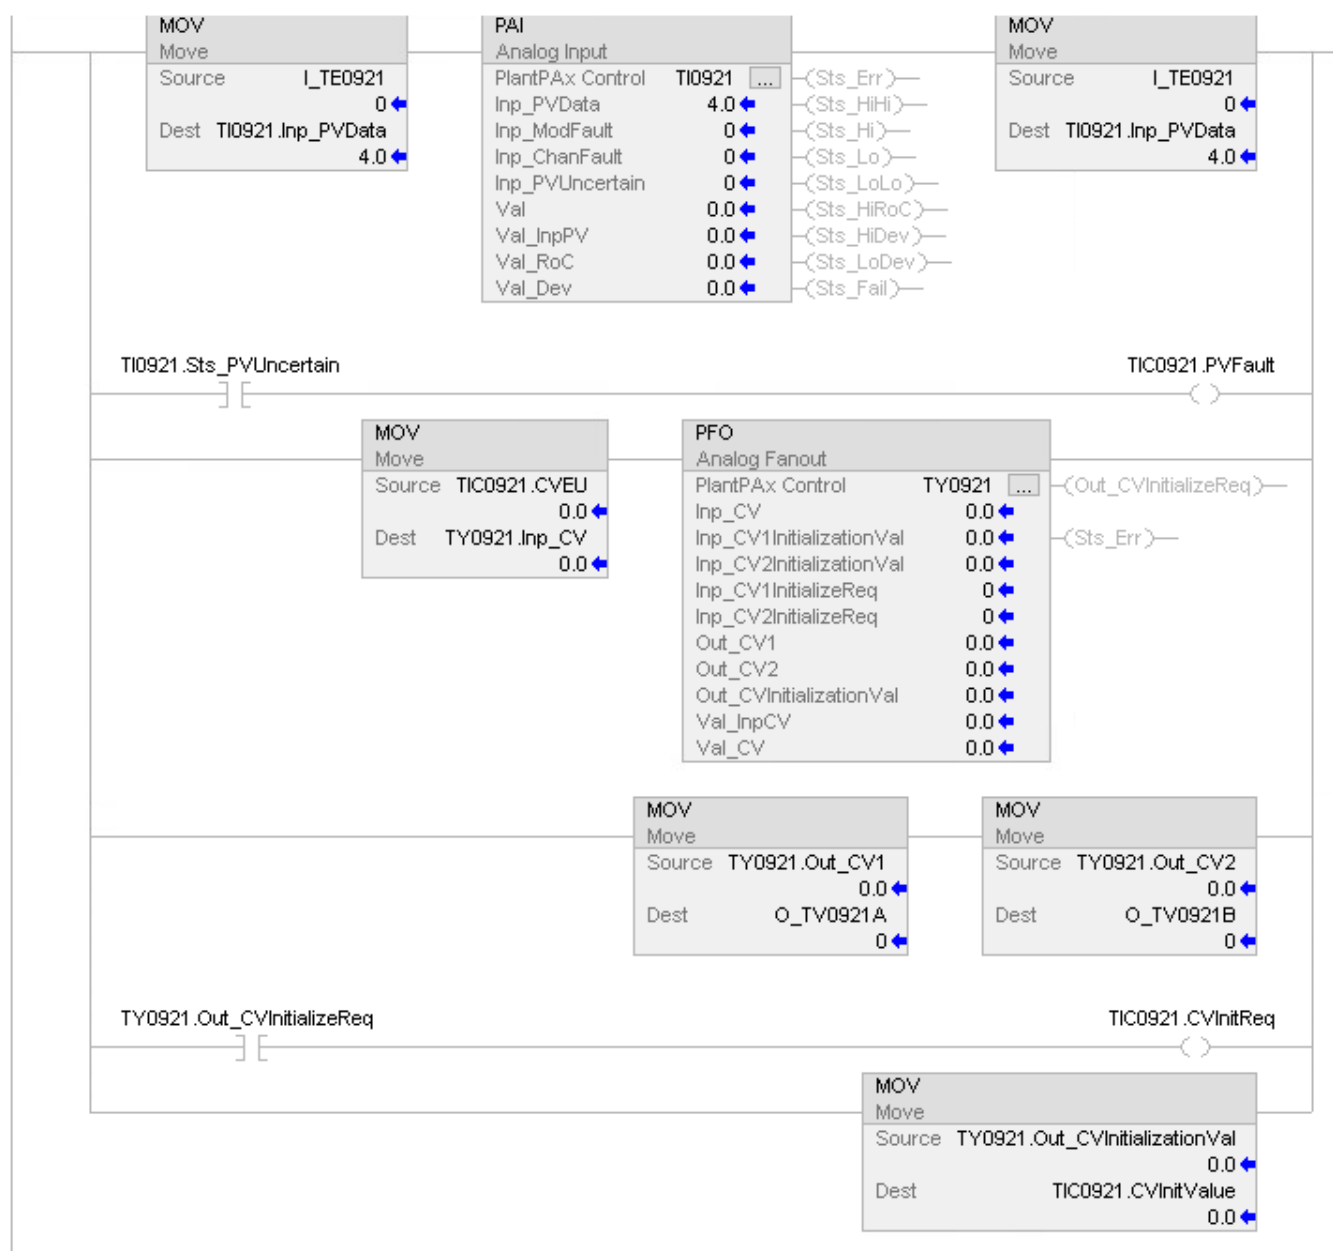 MOV
Move
Source I_TE0921
0
Dest TI0921.Inp_PVData
4.0
PAI
Analog Input
PlantPAx Control TI0921 ...
Inp_PVData 4.0
Inp_ModFault 0
Inp_ChanFault 0
Inp_PVUncertain 0
Val 0.0
Val_InpPV 0.0
Val_RoC 0.0
Val_Dev 0.0
(Sts_Err)
(Sts_HiHi)
(Sts_Hi)
(Sts_Lo)
(Sts_LoLo)
(Sts_HiRoC)
(Sts_HiDev)
(Sts_LoDev)
(Sts_Fail)
MOV
Move
Source I_TE0921
0
Dest TI0921.Inp_PVData
4.0
TI0921.Sts_PVUncertain
TIC0921.PVFault
MOV
Move
Source TIC0921.CVEU
0.0
Dest TY0921.Inp_CV
0.0
PFO
Analog Fanout
PlantPAx Control TY0921 ...
Inp_CV 0.0
Inp_CV1InitializationVal 0.0
Inp_CV2InitializationVal 0.0
Inp_CV1InitializeReq 0
Inp_CV2InitializeReq 0
Out_CV1 0.0
Out_CV2 0.0
Out_CVInitializationVal 0.0
Val_InpCV 0.0
Val_CV 0.0
(Out_CVInitializeReq)
(Sts_Err)
MOV
Move
Source TY0921.Out_CV1
0.0
Dest O_TV0921A
0
MOV
Move
Source TY0921.Out_CV2
0.0
Dest O_TV0921B
0
TY0921.Out_CVInitializeReq
TIC0921.CVInitReq
MOV
Move
Source TY0921.Out_CVInitializationVal
0.0
Dest TIC0921.CVInitValue
0.0